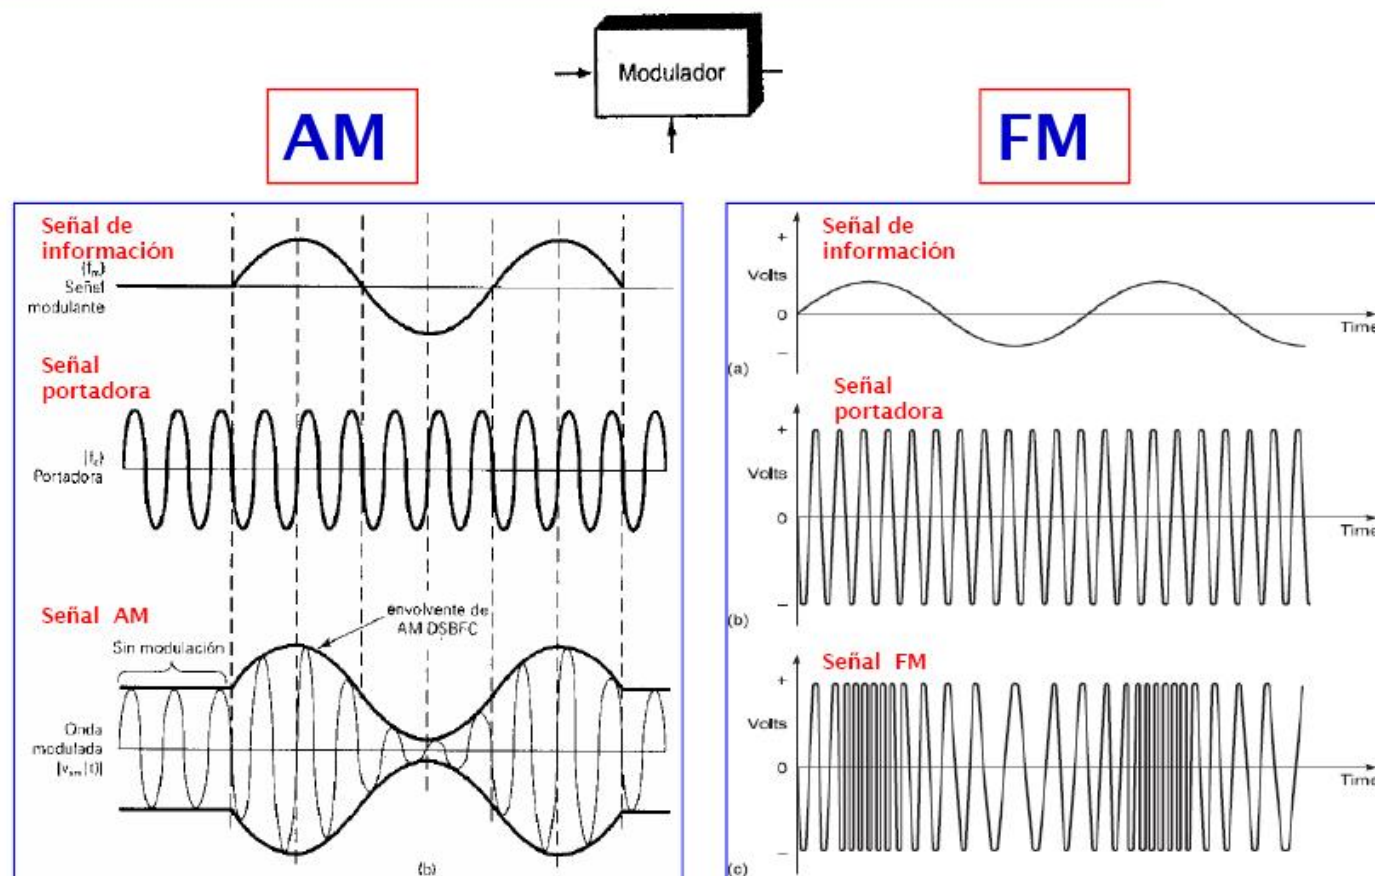 Modulador
AM
FM
Señal de
información
{fm}
Señal
modulante
Señal
portadora
Portadora
Señal AM
envolvente de
AM DSBFC
Sin modulación
Onda
modulada
(b)
Señal de
información
+
Volts
0
Time
–
(a)
Señal
portadora
+
Volts
0
Time
–
(b)
Señal FM
+
Volts
0
Time
–
(c)